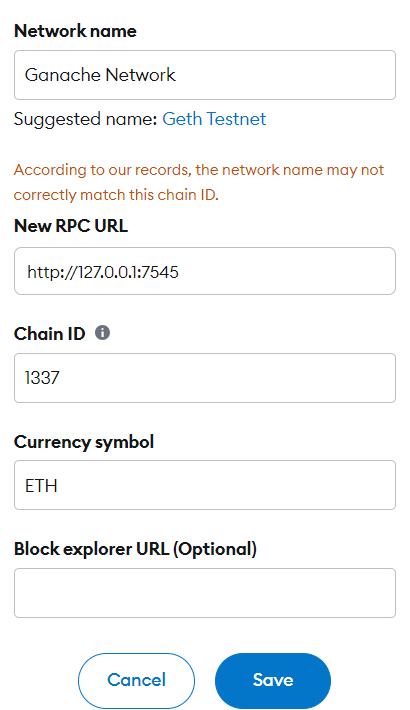 Network name
Ganache Network
Suggested name: Geth Testnet
According to our records, the network name may not
correctly match this chain ID.
New RPC URL
http://127.0.0.1:7545
Chain ID
1337
Currency symbol
ETH
Block explorer URL (Optional)
Cancel Save